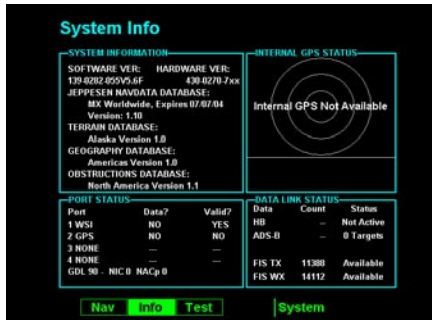 System Info
SYSTEM INFORMATION
SOFTWARE VER: HARDWARE VER:
139-0282-055V5.6F 430-0270-7xx
JEPPESEN NAVDATA DATABASE:
MX Worldwide, Expires 07/07/04
Version: 1.10
TERRAIN DATABASE:
Alaska Version 1.0
GEOGRAPHY DATABASE:
Americas Version 1.0
OBSTRUCTIONS DATABASE:
North America Version 1.1
INTERNAL GPS STATUS
Internal GPS Not Available
PORT STATUS
Port Data? Valid?
1 WSI NO YES
2 GPS NO NO
3 NONE --- ---
4 NONE --- ---
GDL 90 - NIC 0 NACp 0
DATA LINK STATUS
Data Count Status
HB -- Not Active
ADS-B -- 0 Targets
FIS TX 11388 Available
FIS WX 14112 Available
Nav Info Test System